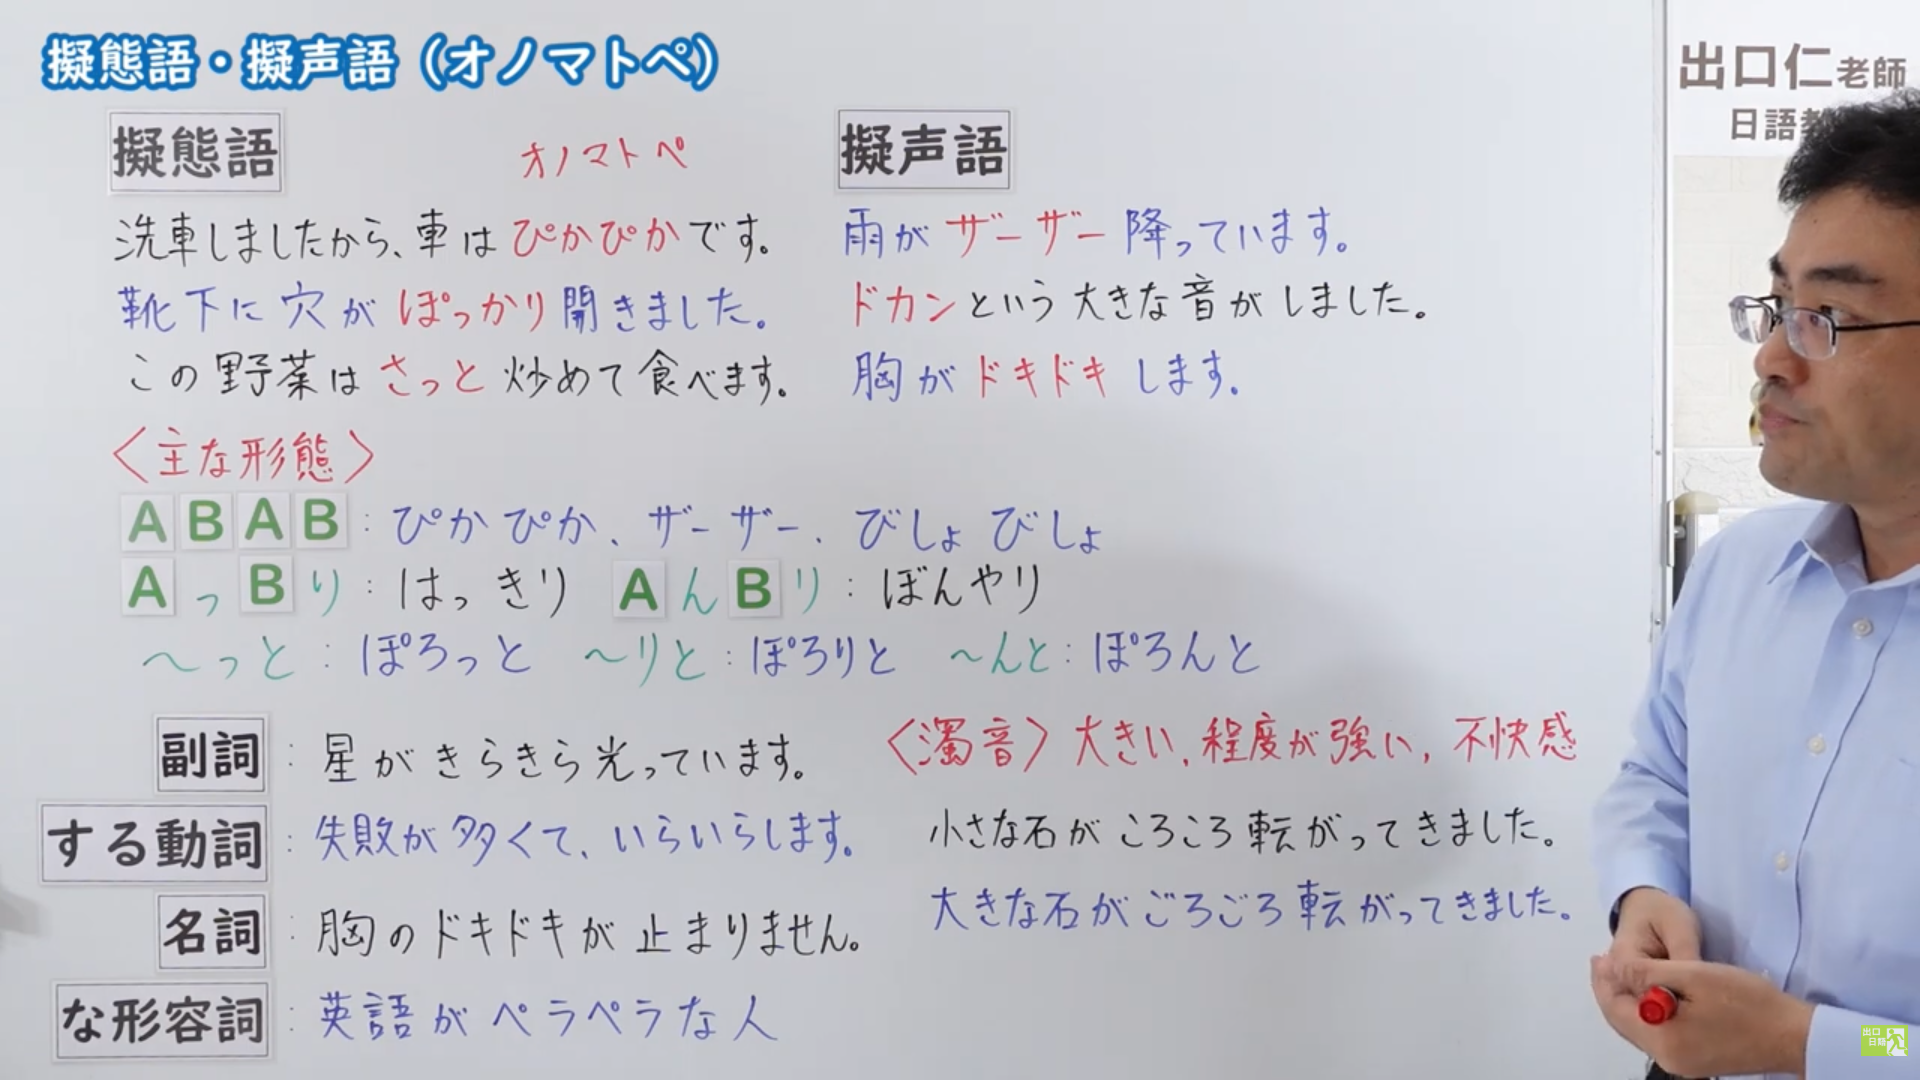 擬態語・擬声語（オノマトペ）
出口仁老師
日語教
擬態語
オノマトペ
洗車しましたから、車はぴかぴかです。
靴下に穴がぽっかり開きました。
この野菜はさっと炒めて食べます。
擬声語
雨がザーザー降っています。
ドカンという大きな音がしました。
胸がドキドキします。
〈主な形態〉
ABAB：ぴかぴか、ザーザー、びしょびしょ
AっBり：はっきり AんBり：ぼんやり
～っと：ぽろっと ～りと：ぽろりと ～んと：ぽろんと
副詞：星がきらきら光っています。
する動詞：失敗が多くて、いらいらします。
名詞：胸のドキドキが止まりません。
な形容詞：英語がペラペラな人
〈濁音〉大きい、程度が強い、不快感
小さな石がころころ転がってきました。
大きな石がごろごろ転がってきました。
出口
日語